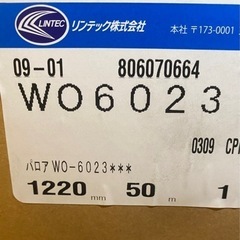 LINTEC リンテック株式会社
本社 〒173-0001
09-01 806070664
WO6023
0309 CP
パロア WO-6023***
1220 mm 50 m 1